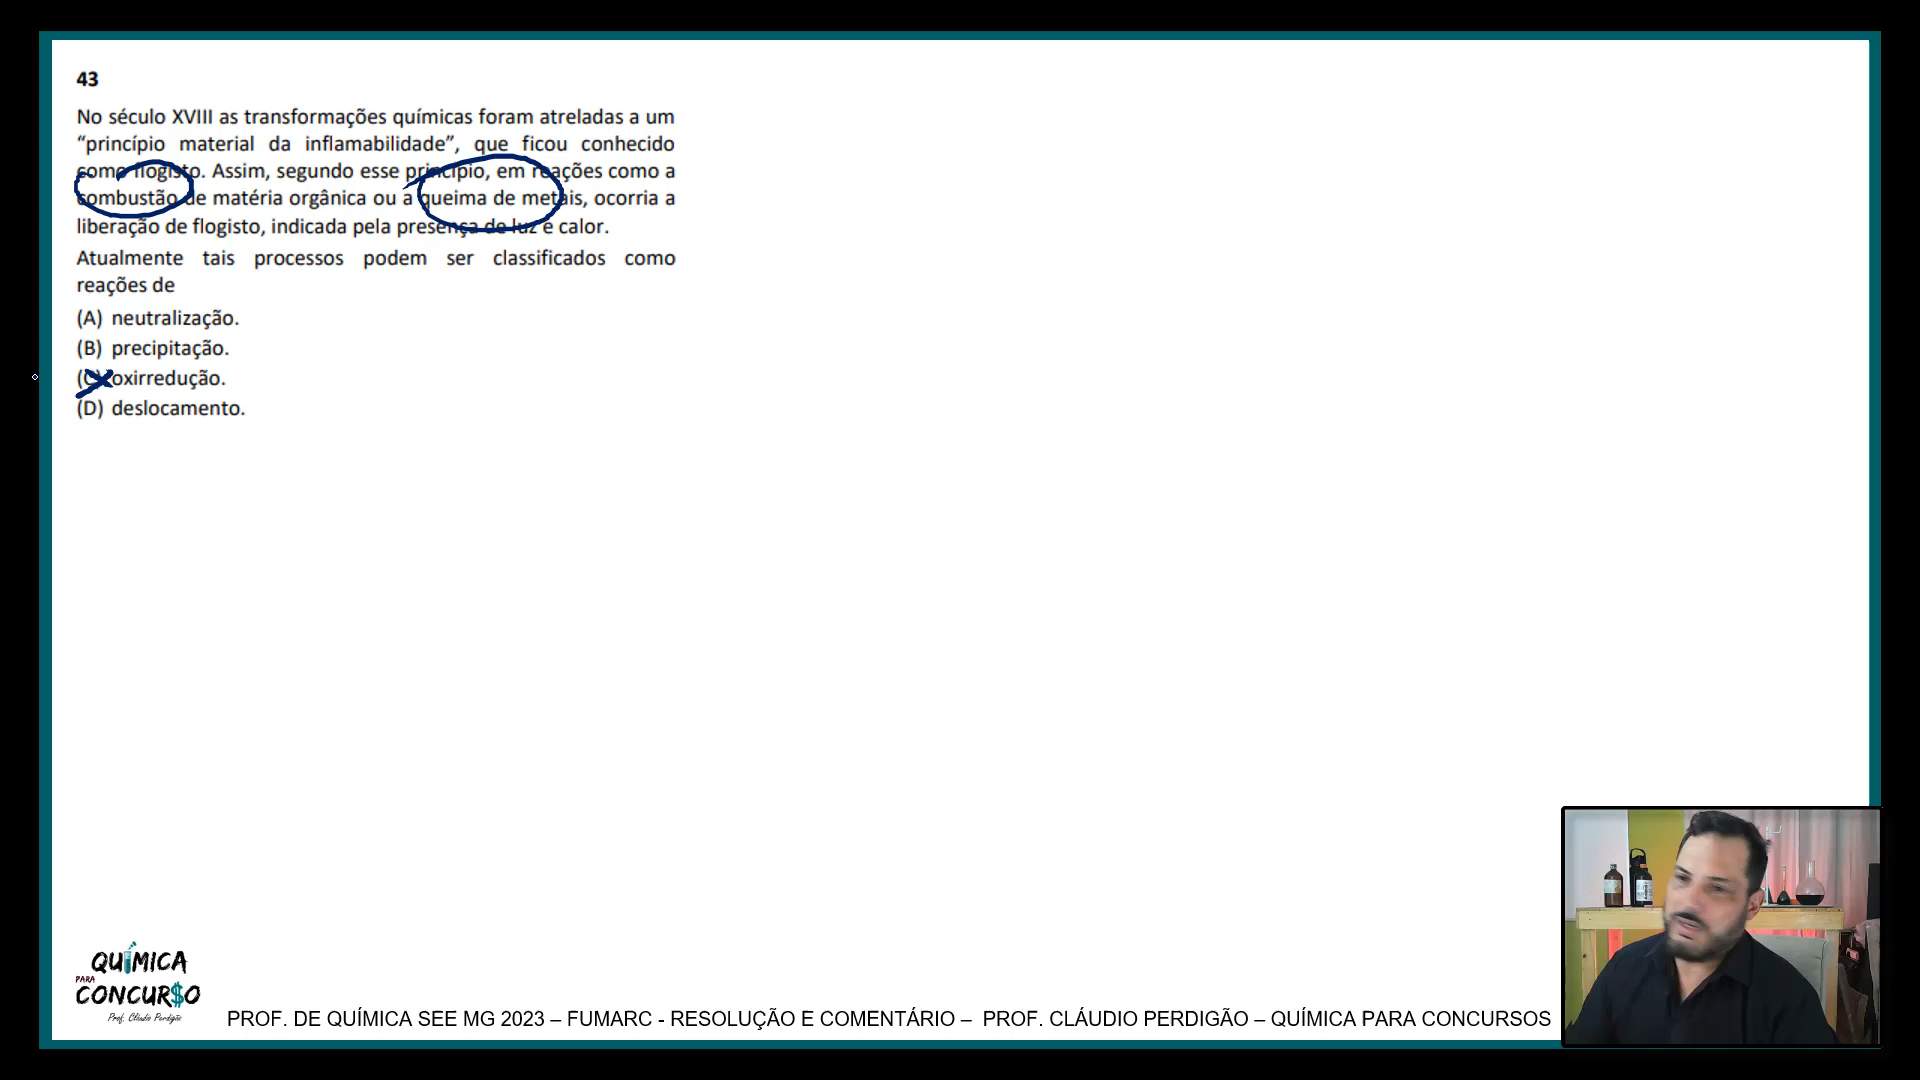 43
No século XVIII as transformações químicas foram atreladas a um
“princípio material da inflamabilidade”, que ficou conhecido
como flogisto. Assim, segundo esse princípio, em reações como a
combustão de matéria orgânica ou a queima de metais, ocorria a
liberação de flogisto, indicada pela presença de luz e calor.
Atualmente tais processos podem ser classificados como
reações de
(A) neutralização.
(B) precipitação.
(C) oxirredução.
(D) deslocamento.
QUÍMICA
PARA
CONCUR$O
Prof. Cláudio Perdigão
PROF. DE QUÍMICA SEE MG 2023 – FUMARC - RESOLUÇÃO E COMENTÁRIO – PROF. CLÁUDIO PERDIGÃO – QUÍMICA PARA CONCURSOS